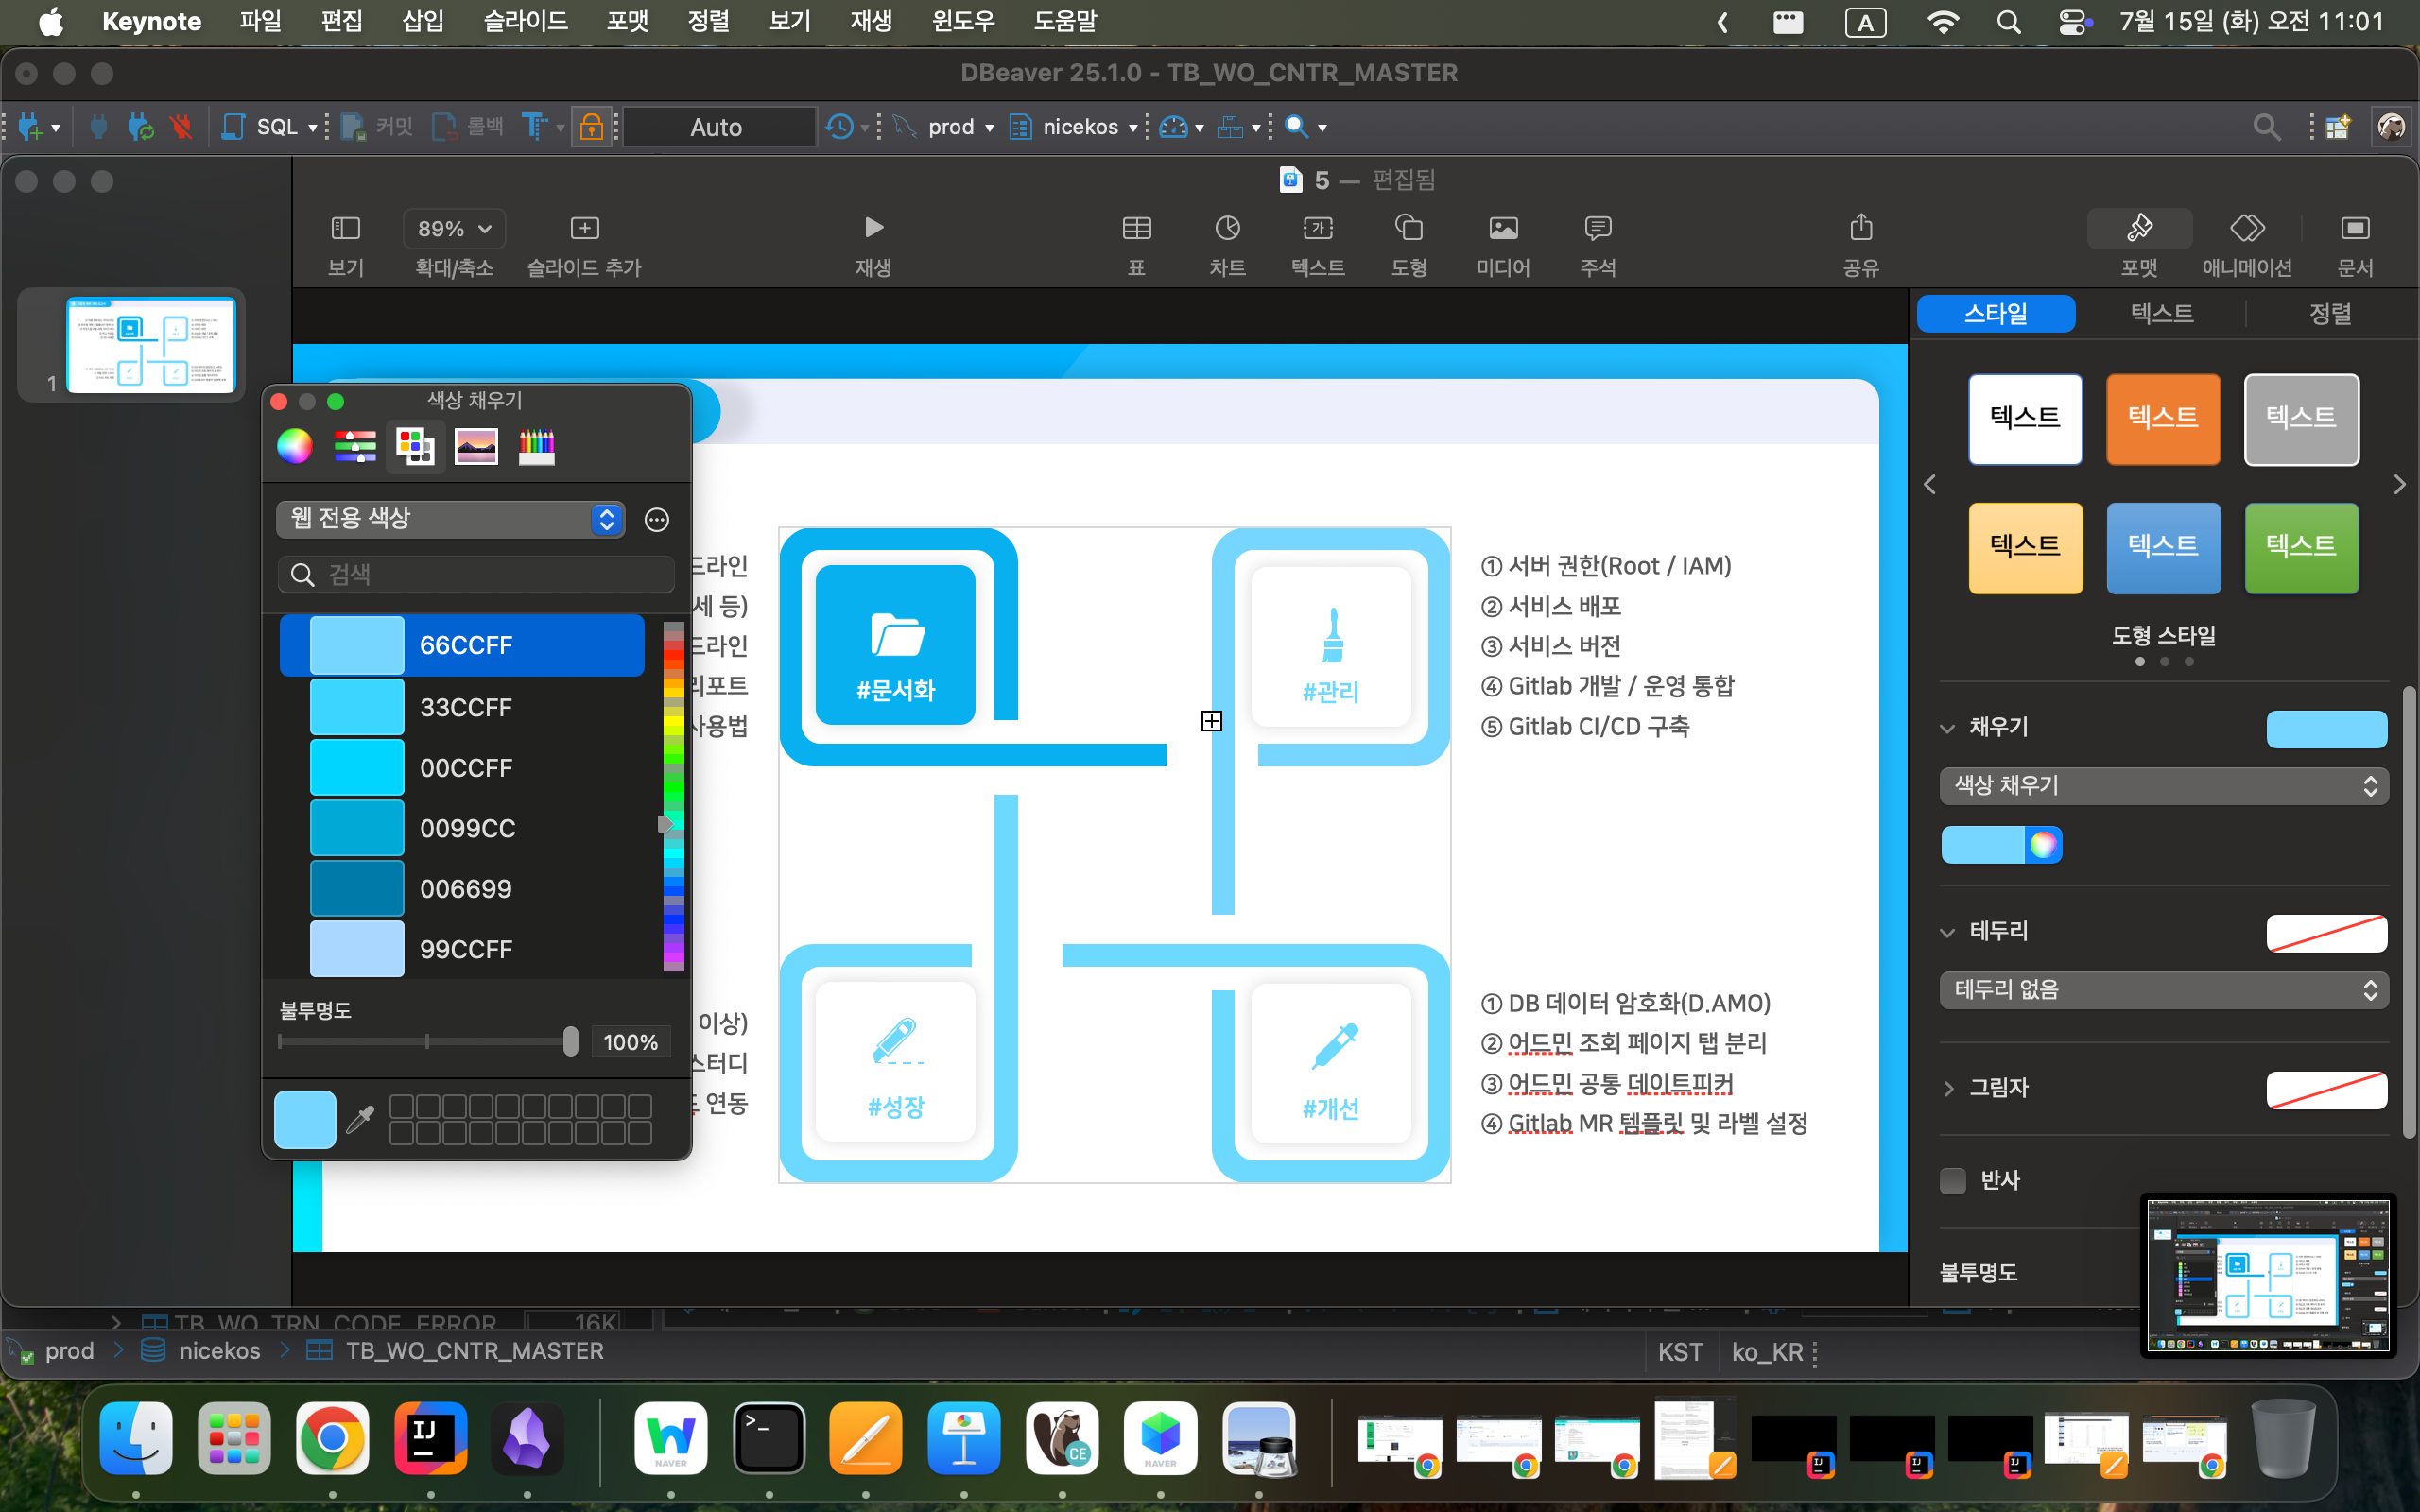 Keynote 파일 편집 삽입 슬라이드 포맷 정렬 보기 재생 윈도우 도움말 A 7월 15일 (화) 오전 11:01
DBeaver 25.1.0 - TB_WO_CNTR_MASTER
SQL 커밋 롤백 Auto prod nicekos
5 — 편집됨
89%
보기 확대/축소 슬라이드 추가 재생 표 차트 텍스트 도형 미디어 주석 공유 포맷 애니메이션 문서
1
색상 채우기
웹 전용 색상
검색
66CCFF
33CCFF
00CCFF
0099CC
006699
99CCFF
불투명도
100%
드라인
세 등)
드라인
리포트
사용법
이상)
스터디
연동
#문서화
#관리
#성장
#개선
① 서버 권한(Root / IAM)
② 서비스 배포
③ 서비스 버전
④ Gitlab 개발 / 운영 통합
⑤ Gitlab CI/CD 구축
① DB 데이터 암호화(D.AMO)
② 어드민 조회 페이지 탭 분리
③ 어드민 공통 데이트피커
④ Gitlab MR 템플릿 및 라벨 설정
스타일 텍스트 정렬
텍스트 텍스트 텍스트
텍스트 텍스트 텍스트
도형 스타일
채우기
색상 채우기
테두리
테두리 없음
그림자
반사
불투명도
TB_WO_TRN_CODE_ERROR 16K
prod nicekos TB_WO_CNTR_MASTER KST ko_KR
IJ NAVER CE NAVER